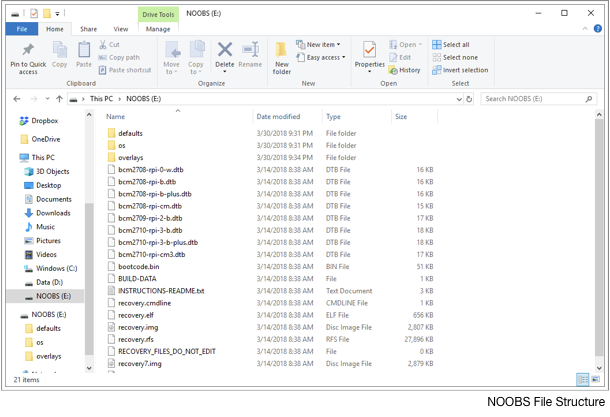 Drive Tools NOOBS (E:)
File Home Share View Manage
Pin to Quick access
Copy
Paste
Cut
Copy path
Paste shortcut
Move to
Copy to
Delete
Rename
New folder
New item
Easy access
Properties
Open
Edit
History
Select all
Select none
Invert selection
Clipboard Organize New Open Select
This PC > NOOBS (E:) Search NOOBS (E:)
Dropbox
OneDrive
This PC
3D Objects
Desktop
Documents
Downloads
Music
Pictures
Videos
Windows (C:)
Data (D:)
NOOBS (E:)
NOOBS (E:)
defaults
os
overlays
Name Date modified Type Size
defaults 3/30/2018 9:31 PM File folder
os 3/30/2018 9:31 PM File folder
overlays 3/30/2018 9:34 PM File folder
bcm2708-rpi-0-w.dtb 3/14/2018 8:38 AM DTB File 16 KB
bcm2708-rpi-b.dtb 3/14/2018 8:38 AM DTB File 16 KB
bcm2708-rpi-b-plus.dtb 3/14/2018 8:38 AM DTB File 16 KB
bcm2708-rpi-cm.dtb 3/14/2018 8:38 AM DTB File 15 KB
bcm2709-rpi-2-b.dtb 3/14/2018 8:38 AM DTB File 17 KB
bcm2710-rpi-3-b.dtb 3/14/2018 8:38 AM DTB File 18 KB
bcm2710-rpi-3-b-plus.dtb 3/14/2018 8:38 AM DTB File 18 KB
bcm2710-rpi-cm3.dtb 3/14/2018 8:38 AM DTB File 17 KB
bootcode.bin 3/14/2018 8:38 AM BIN File 51 KB
BUILD-DATA 3/14/2018 8:38 AM File 1 KB
INSTRUCTIONS-README.txt 3/14/2018 8:38 AM Text Document 3 KB
recovery.cmdline 3/14/2018 8:38 AM CMDLINE File 1 KB
recovery.elf 3/14/2018 8:38 AM ELF File 656 KB
recovery.img 3/14/2018 8:38 AM Disc Image File 2,807 KB
recovery.rfs 3/14/2018 8:38 AM RFS File 27,896 KB
RECOVERY_FILES_DO_NOT_EDIT 3/14/2018 8:38 AM File 0 KB
recovery7.img 3/14/2018 8:38 AM Disc Image File 2,879 KB
21 items
NOOBS File Structure